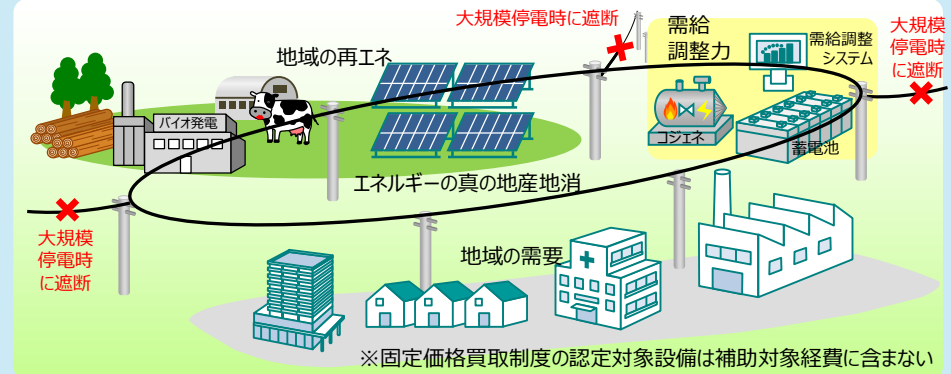 大規模停電時に遮断
地域の再エネ
需給
調整力
需給調整
システム
大規模
停電時
に遮断
バイオ発電
コジェネ
蓄電池
エネルギーの真の地産地消
大規模
停電時
に遮断
地域の需要
※固定価格買取制度の認定対象設備は補助対象経費に含まない